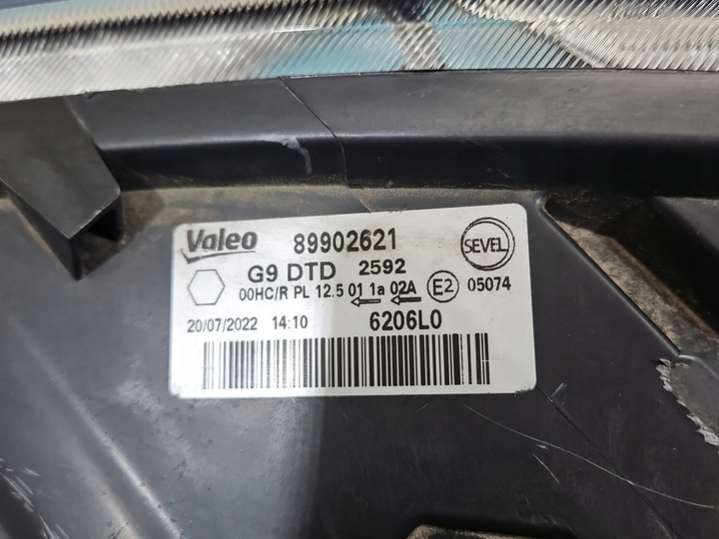 Valeo 89902621 SEVEL
G9 DTD 2592
00HC/R PL 12.5 01 1a 02A E2 05074
20/07/2022 14:10 6206L0